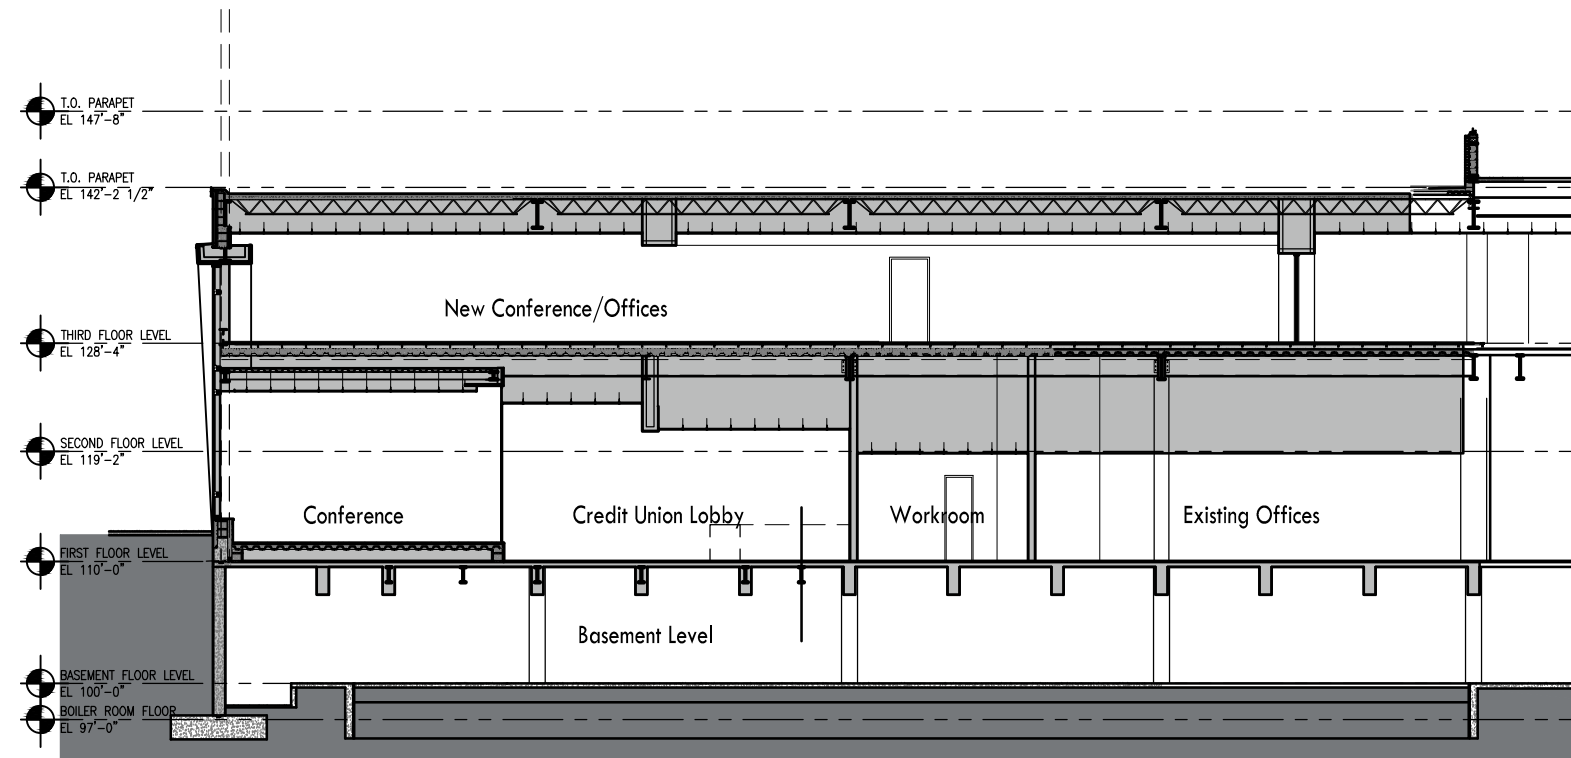 T.O. PARAPET
EL 147'-8"
T.O. PARAPET
EL 142'-2 1/2"
New Conference/Offices
THIRD FLOOR LEVEL
EL 128'-4"
SECOND FLOOR LEVEL
EL 119'-2"
Conference
Credit Union Lobby
Workroom
Existing Offices
FIRST FLOOR LEVEL
EL 110'-0"
Basement Level
BASEMENT FLOOR LEVEL
EL 100'-0"
BOILER ROOM FLOOR
EL 97'-0"